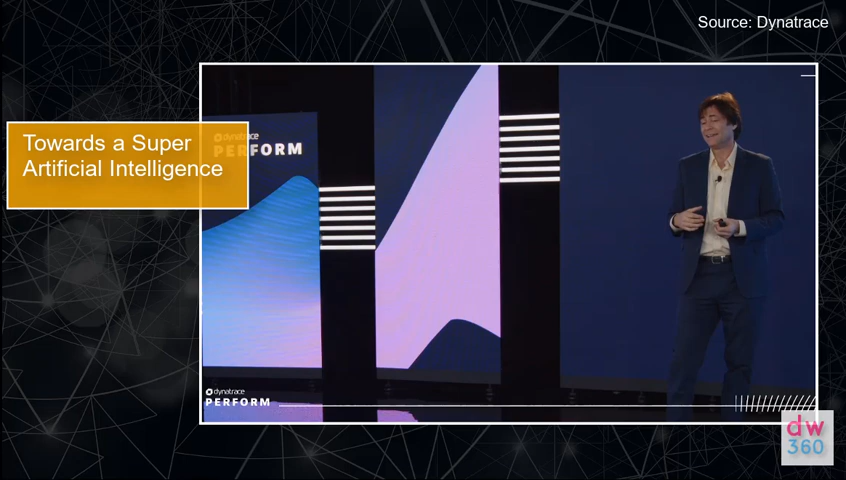 Source: Dynatrace
Towards a Super
Artificial Intelligence
dynatrace
PERFORM
dynatrace
PERFORM
dw
360